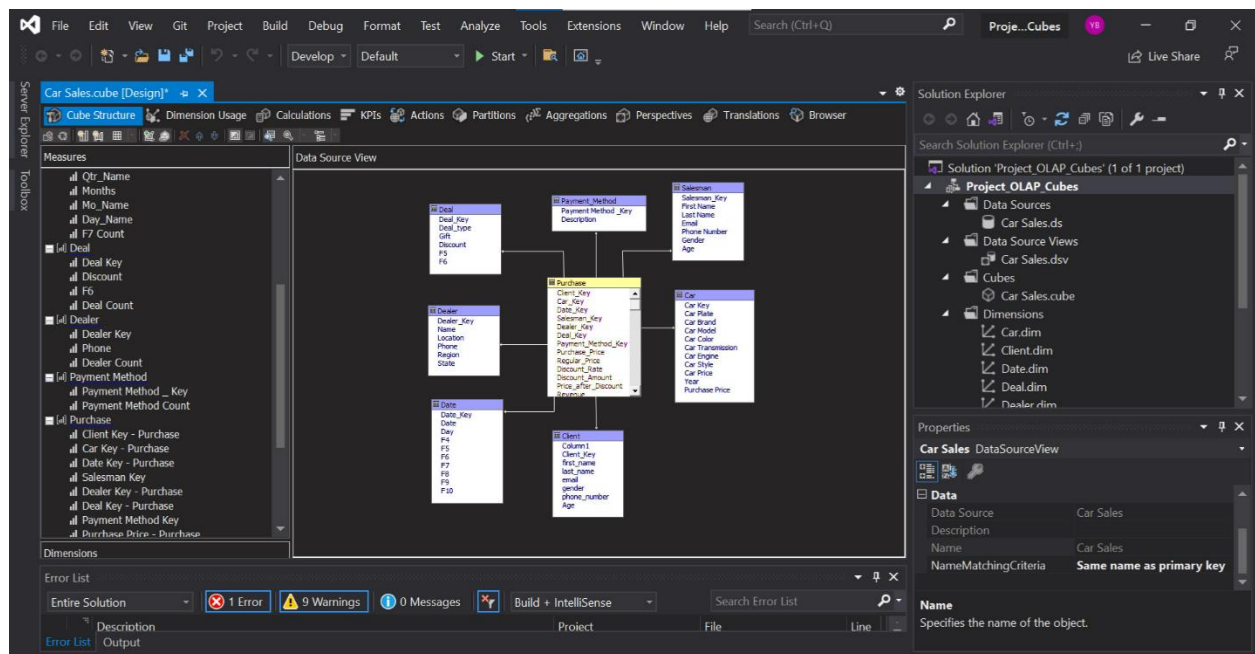 File Edit View Git Project Build Debug Format Test Analyze Tools Extensions Window Help Search (Ctrl+Q) Proje...Cubes YB
Develop Default Start Live Share
Server Explorer
Toolbox
Car Sales.cube [Design]*
Cube Structure Dimension Usage Calculations KPIs Actions Partitions Aggregations Perspectives Translations Browser
Measures
Qtr_Name
Months
Mo_Name
Day_Name
F7 Count
Deal
Deal Key
Discount
F6
Deal Count
Dealer
Dealer Key
Phone
Dealer Count
Payment Method
Payment Method _ Key
Payment Method Count
Purchase
Client Key - Purchase
Car Key - Purchase
Date Key - Purchase
Salesman Key
Dealer Key - Purchase
Deal Key - Purchase
Payment Method Key
Purchase Price - Purchase
Dimensions
Data Source View
Deal
Deal_Key
Deal_type
Gift
Discount
F5
F6
Payment_Method
Payment Method _Key
Description
Salesman
Salesman_Key
First Name
Last Name
Email
Phone Number
Gender
Age
Dealer
Dealer_Key
Name
Location
Phone
Region
State
Purchase
Client_Key
Car_Key
Date_Key
Salesman_Key
Dealer_Key
Deal_Key
Payment_Method_Key
Purchase_Price
Regular_Price
Discount_Rate
Discount_Amount
Price_after_Discount
Revenue
Car
Car Key
Car Plate
Car Brand
Car Model
Car Color
Car Transmission
Car Engine
Car Style
Car Price
Year
Purchase Price
Date
Date_Key
Date
Day
F4
F5
F6
F7
F8
F9
F10
Client
Column1
Client_Key
first_name
last_name
email
gender
phone_number
Age
Solution Explorer
Search Solution Explorer (Ctrl+;)
Solution 'Project_OLAP_Cubes' (1 of 1 project)
Project_OLAP_Cubes
Data Sources
Car Sales.ds
Data Source Views
Car Sales.dsv
Cubes
Car Sales.cube
Dimensions
Car.dim
Client.dim
Date.dim
Deal.dim
Dealer.dim
Properties
Car Sales DataSourceView
Data
Data Source Car Sales
Description
Name Car Sales
NameMatchingCriteria Same name as primary key
Name
Specifies the name of the object.
Error List
Entire Solution 1 Error 9 Warnings 0 Messages Build + IntelliSense Search Error List
Description Project File Line
Error List Output